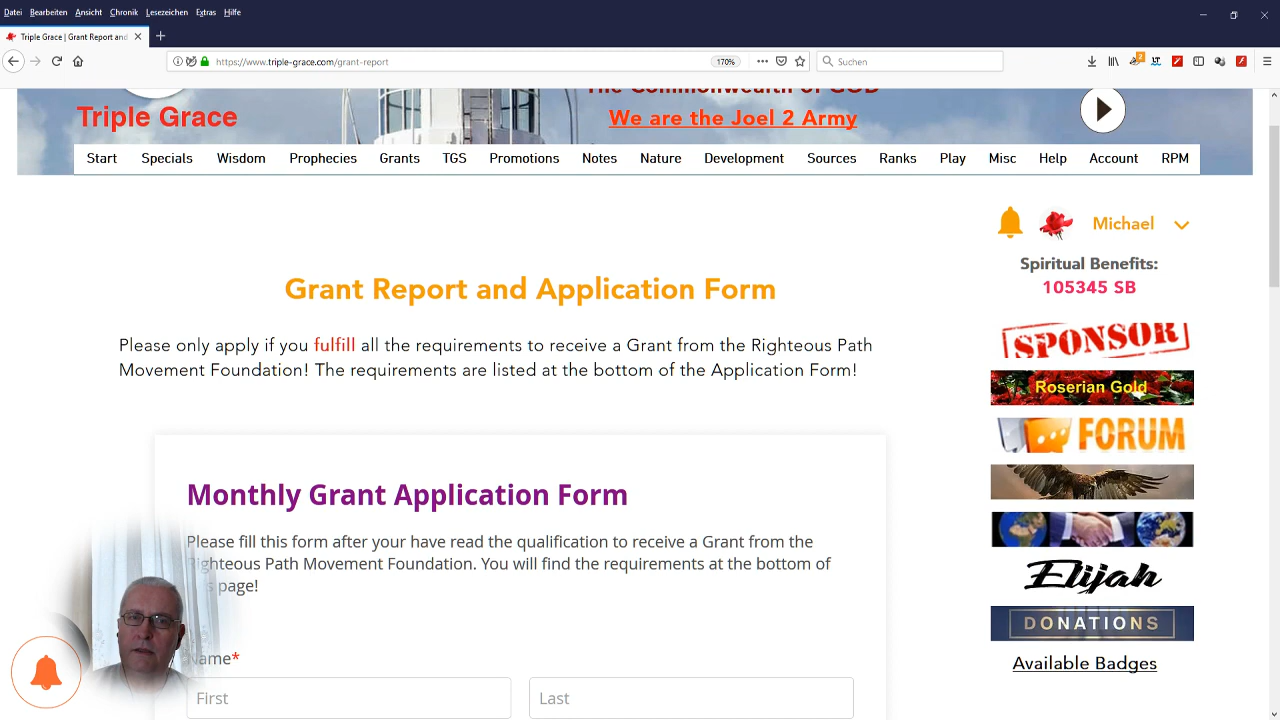 Datei Bearbeiten Ansicht Chronik Lesezeichen Extras Hilfe
Triple Grace | Grant Report and
https://www.triple-grace.com/grant-report
170%
Suchen
2
The Commonwealth of GOD
Triple Grace
We are the Joel 2 Army
Start Specials Wisdom Prophecies Grants TGS Promotions Notes Nature Development Sources Ranks Play Misc Help Account RPM
Michael
Spiritual Benefits:
105345 SB
Grant Report and Application Form
Please only apply if you fulfill all the requirements to receive a Grant from the Righteous Path
Movement Foundation! The requirements are listed at the bottom of the Application Form!
SPONSOR
Roserian Gold
FORUM
Elijah
DONATIONS
Available Badges
Monthly Grant Application Form
Please fill this form after your have read the qualification to receive a Grant from the
Righteous Path Movement Foundation. You will find the requirements at the bottom of
page!
Name*
First
Last